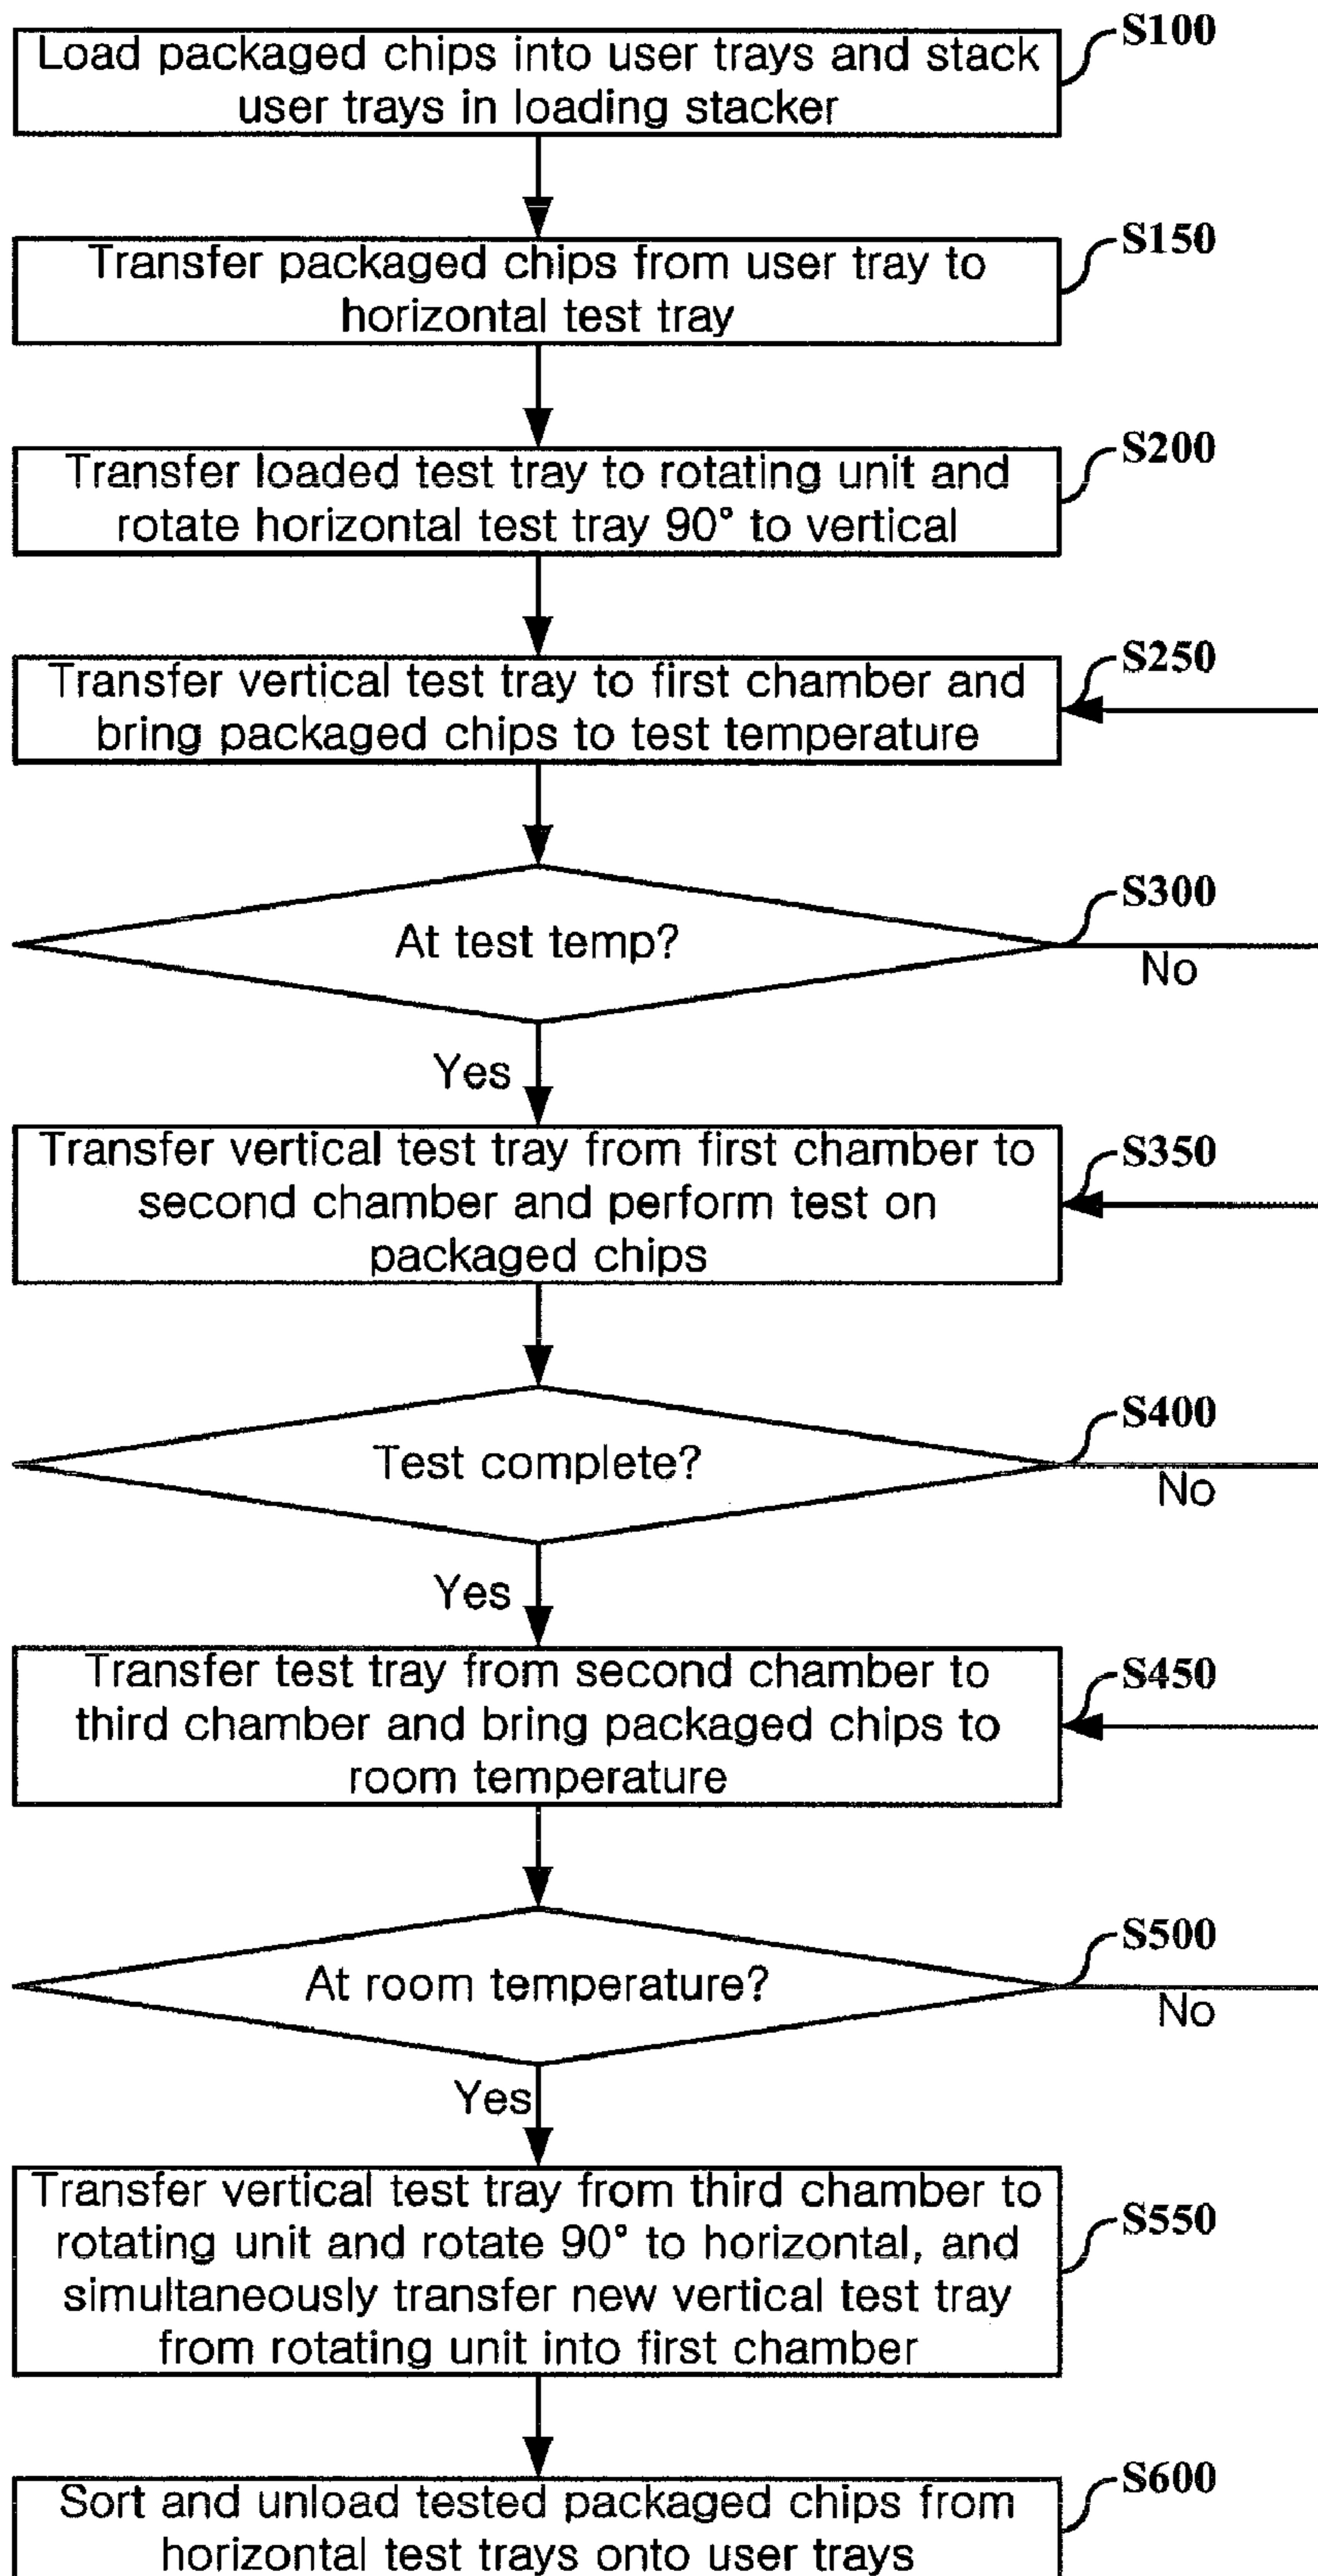 S100
Load packaged chips into user trays and stack
user trays in loading stacker
S150
Transfer packaged chips from user tray to
horizontal test tray
S200
Transfer loaded test tray to rotating unit and
rotate horizontal test tray 90° to vertical
S250
Transfer vertical test tray to first chamber and
bring packaged chips to test temperature
S300
At test temp?
No
Yes
S350
Transfer vertical test tray from first chamber to
second chamber and perform test on
packaged chips
S400
Test complete?
No
Yes
S450
Transfer test tray from second chamber to
third chamber and bring packaged chips to
room temperature
S500
At room temperature?
No
Yes
S550
Transfer vertical test tray from third chamber to
rotating unit and rotate 90° to horizontal, and
simultaneously transfer new vertical test tray
from rotating unit into first chamber
S600
Sort and unload tested packaged chips from
horizontal test trays onto user trays